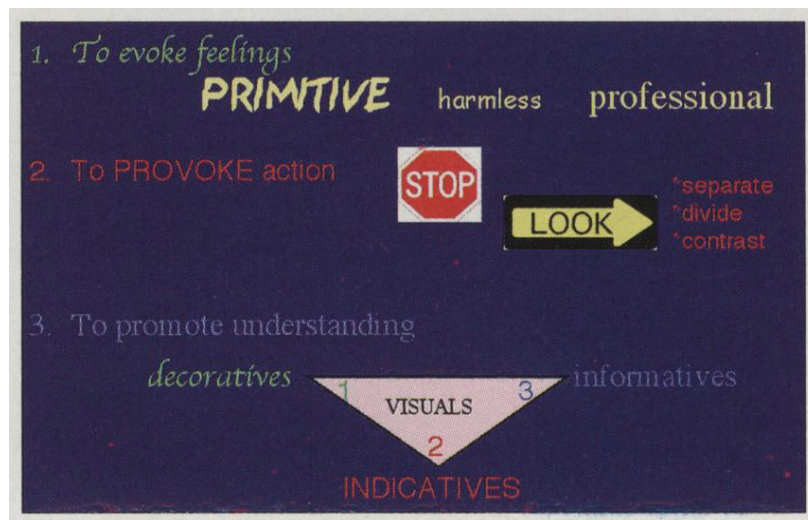 1. To evoke feelings
PRIMITIVE harmless professional
2. To PROVOKE action
STOP
LOOK
*separate
*divide
*contrast
3. To promote understanding
decoratives
informatives
1 VISUALS 3
2
INDICATIVES